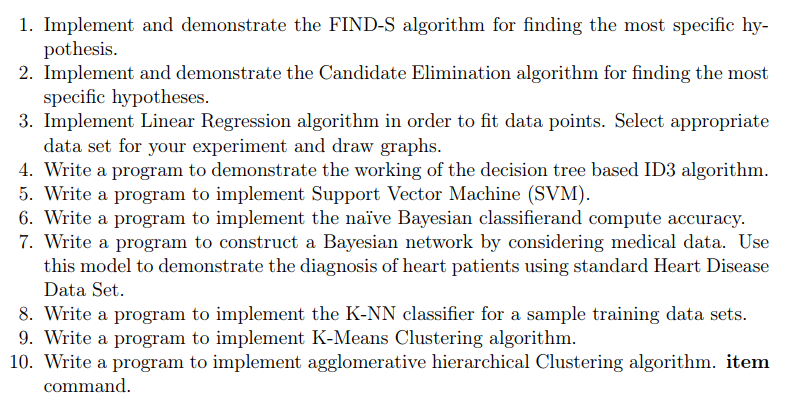 1. Implement and demonstrate the FIND-S algorithm for finding the most specific hy-
pothesis.
2. Implement and demonstrate the Candidate Elimination algorithm for finding the most
specific hypotheses.
3. Implement Linear Regression algorithm in order to fit data points. Select appropriate
data set for your experiment and draw graphs.
4. Write a program to demonstrate the working of the decision tree based ID3 algorithm.
5. Write a program to implement Support Vector Machine (SVM).
6. Write a program to implement the naïve Bayesian classifierand compute accuracy.
7. Write a program to construct a Bayesian network by considering medical data. Use
this model to demonstrate the diagnosis of heart patients using standard Heart Disease
Data Set.
8. Write a program to implement the K-NN classifier for a sample training data sets.
9. Write a program to implement K-Means Clustering algorithm.
10. Write a program to implement agglomerative hierarchical Clustering algorithm. item
command.